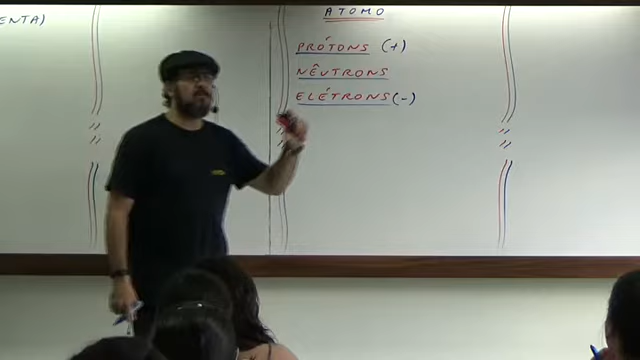 ENTA)
ÁTOMO
PRÓTONS (+)
NÊUTRONS
ELÉTRONS (-)